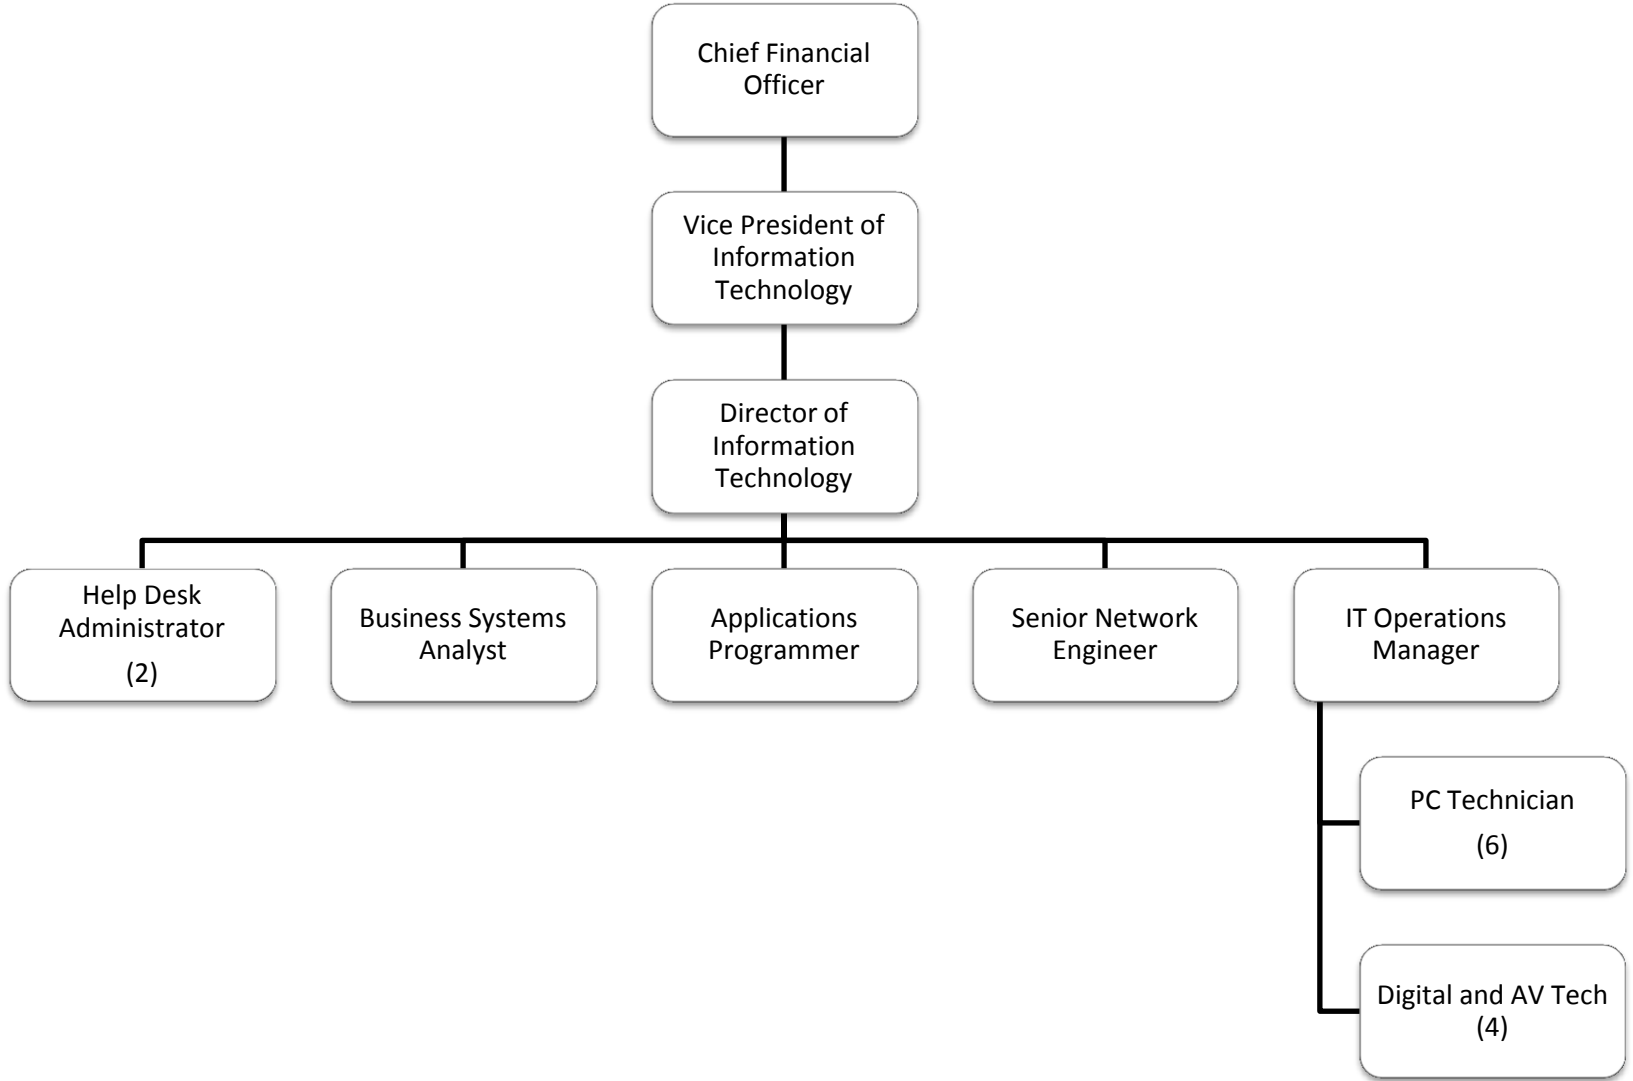 Chief Financial
Officer
Vice President of
Information
Technology
Director of
Information
Technology
Help Desk
Administrator
(2)
Business Systems
Analyst
Applications
Programmer
Senior Network
Engineer
IT Operations
Manager
PC Technician
(6)
Digital and AV Tech
(4)